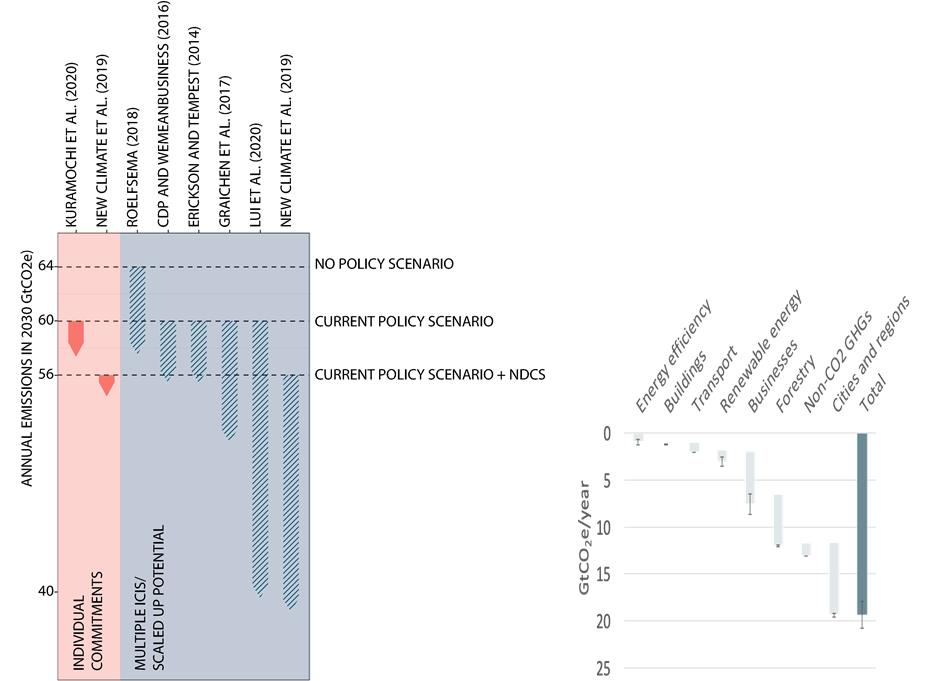 KURAMOCHI ET AL. (2020)
NEW CLIMATE ET AL. (2019)
ROELFSEMA (2018)
CDP AND WEMEANBUSINESS (2016)
ERICKSON AND TEMPEST (2014)
GRAICHEN ET AL. (2017)
LUI ET AL. (2020)
NEW CLIMATE ET AL. (2019)
ANNUAL EMISSIONS IN 2030 GtCO2e)
64
60
56
40
NO POLICY SCENARIO
CURRENT POLICY SCENARIO
CURRENT POLICY SCENARIO + NDCS
INDIVIDUAL
COMMITMENTS
MULTIPLE ICIS/
SCALED UP POTENTIAL
Energy efficiency
Buildings
Transport
Renewable energy
Businesses
Forestry
Non-CO2 GHGs
Cities and regions
Total
GtCO₂e/year
0
5
10
15
20
25